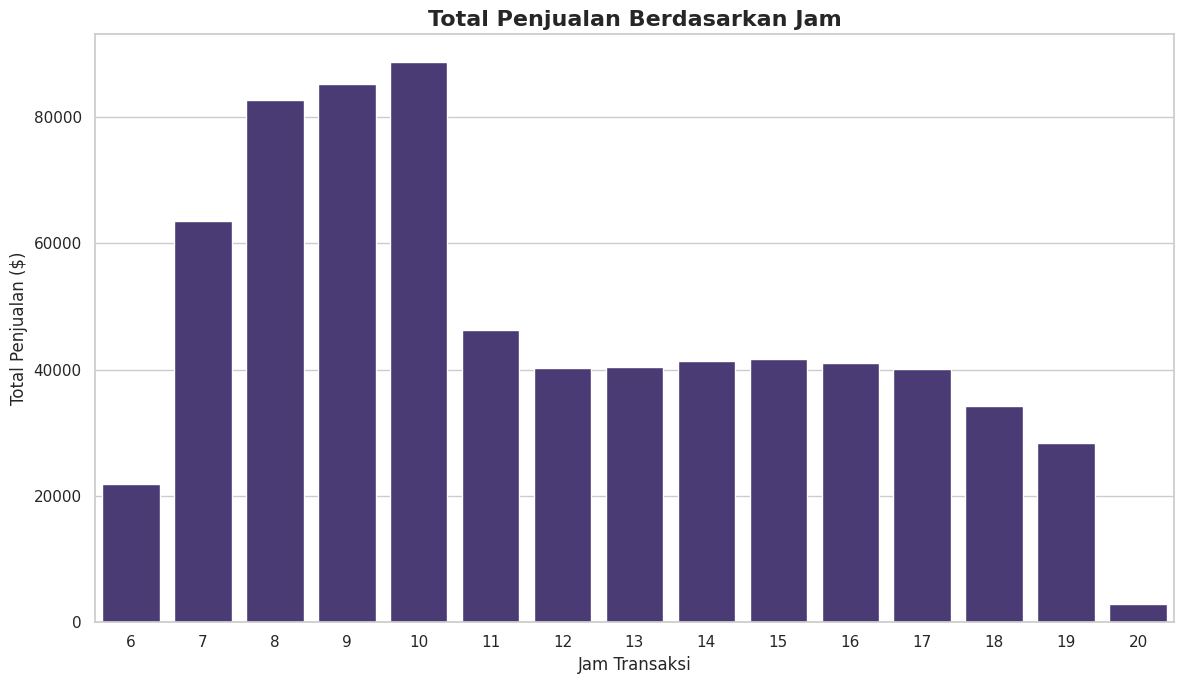 Total Penjualan Berdasarkan Jam
Total Penjualan ($)
80000
60000
40000
20000
0
6 7 8 9 10 11 12 13 14 15 16 17 18 19 20
Jam Transaksi